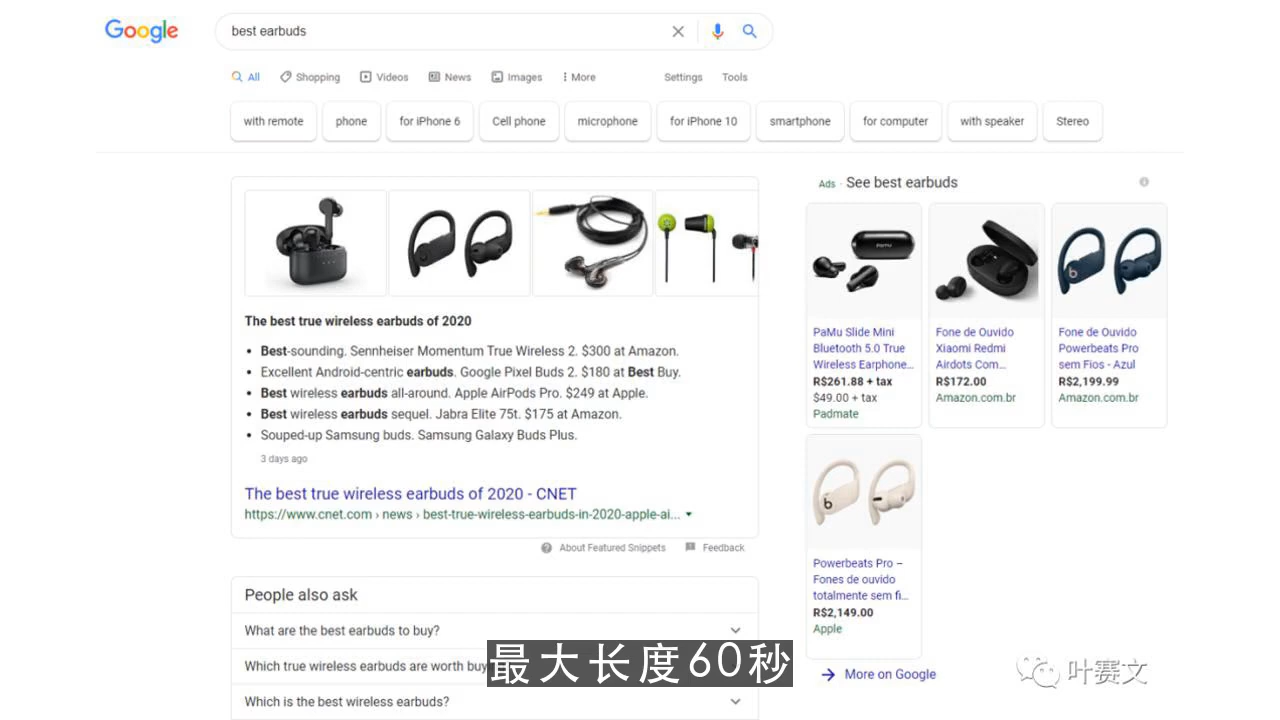 Google
best earbuds
All Shopping Videos News Images More Settings Tools
with remote phone for iPhone 6 Cell phone microphone for iPhone 10 smartphone for computer with speaker Stereo
The best true wireless earbuds of 2020
• Best-sounding. Sennheiser Momentum True Wireless 2. $300 at Amazon.
• Excellent Android-centric earbuds. Google Pixel Buds 2. $180 at Best Buy.
• Best wireless earbuds all-around. Apple AirPods Pro. $249 at Apple.
• Best wireless earbuds sequel. Jabra Elite 75t. $175 at Amazon.
• Souped-up Samsung buds. Samsung Galaxy Buds Plus.
3 days ago
The best true wireless earbuds of 2020 - CNET
https://www.cnet.com › news › best-true-wireless-earbuds-in-2020-apple-ai...
About Featured Snippets Feedback
People also ask
What are the best earbuds to buy?
Which true wireless earbuds are worth buy
Which is the best wireless earbuds?
Ads · See best earbuds
PaMu
PaMu Slide Mini
Bluetooth 5.0 True
Wireless Earphone...
R$261.88 + tax
$49.00 + tax
Padmate
Fone de Ouvido
Xiaomi Redmi
Airdots Com...
R$172.00
Amazon.com.br
Fone de Ouvido
Powerbeats Pro
sem Fios - Azul
R$2,199.99
Amazon.com.br
Powerbeats Pro –
Fones de ouvido
totalmente sem fi...
R$2,149.00
Apple
More on Google
最大长度60秒
叶赛文